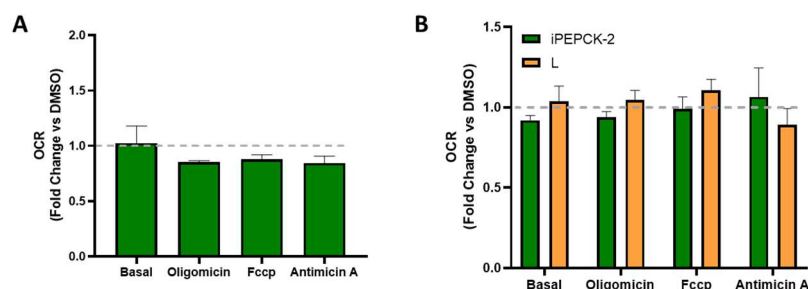 A
OCR
(Fold Change vs DMSO)
2.0
1.5
1.0
0.5
0.0
Basal Oligomicin Fccp Antimicin A
B
OCR
(Fold Change vs DMSO)
1.5
1.0
0.5
0.0
iPEPCK-2
L
Basal Oligomicin Fccp Antimicin A